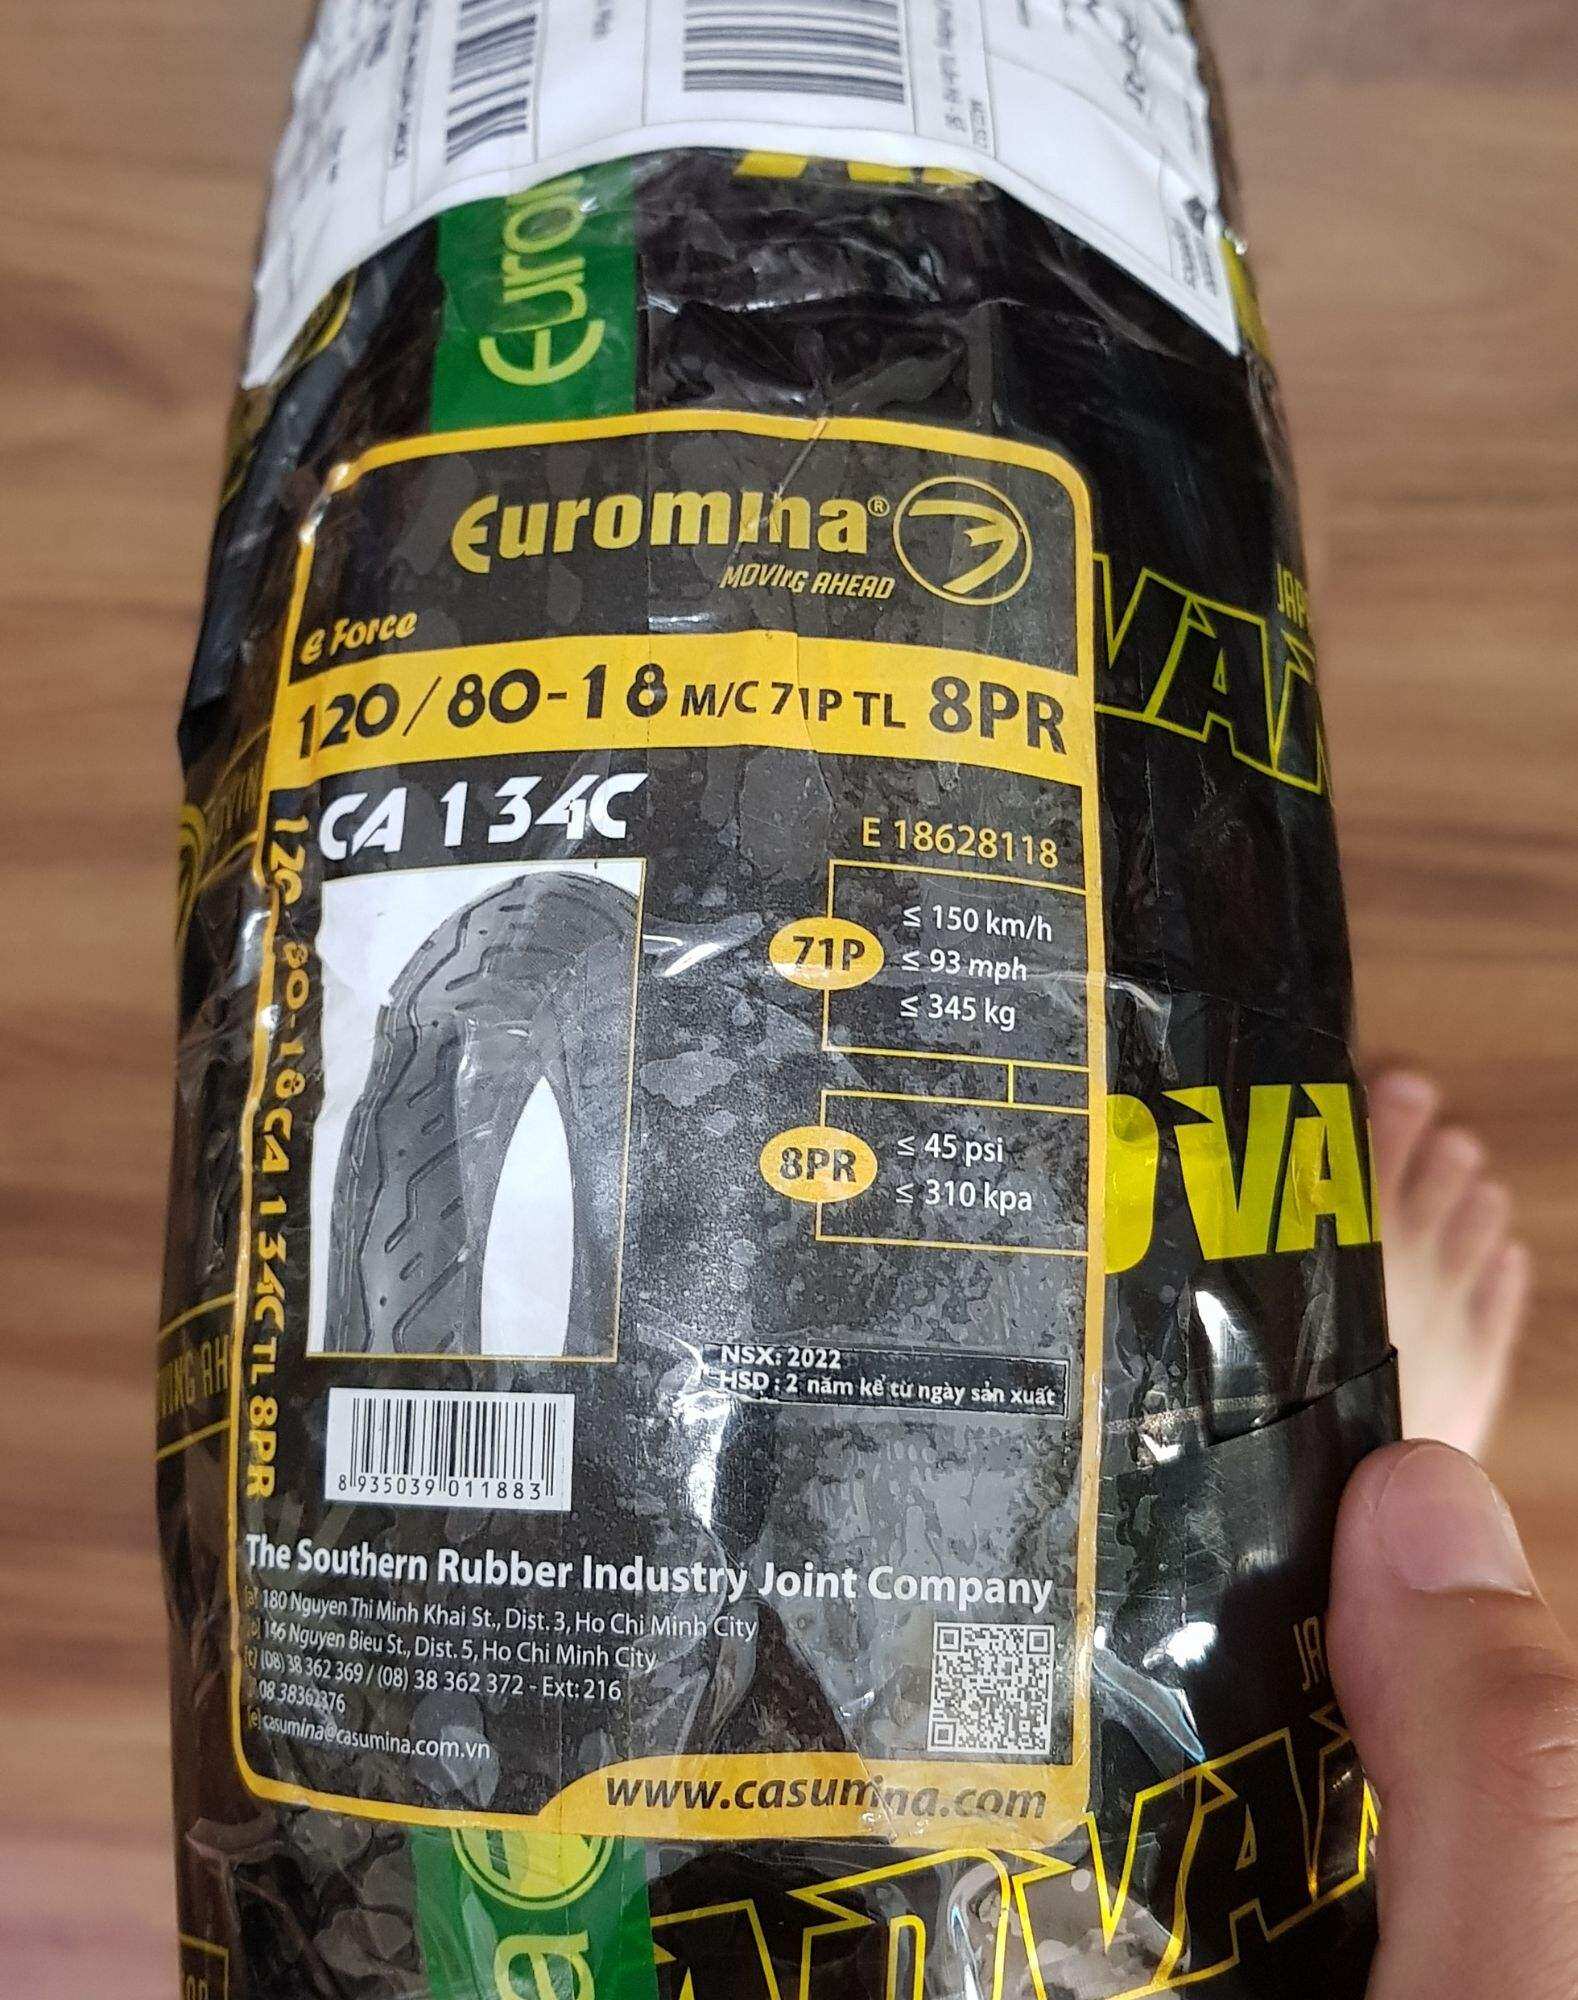 Euromina®
MOVING AHEAD
e Force
120/80-18 M/C 71P TL 8PR
CA 134C
E 18628118
71P
≤ 150 km/h
≤ 93 mph
≤ 345 kg
8PR
≤ 45 psi
≤ 310 kpa
120/80-18 CA 134C TL 8PR
NSX: 2022
HSD : 2 năm kể từ ngày sản xuất
8 935039 011883
The Southern Rubber Industry Joint Company
180 Nguyen Thi Minh Khai St., Dist. 3, Ho Chi Minh City
146 Nguyen Bieu St., Dist. 5, Ho Chi Minh City
(t) (08) 38 362 369 / (08) 38 362 372 - Ext: 216
08 38362376
(e) casumina@casumina.com.vn
www.casumina.com